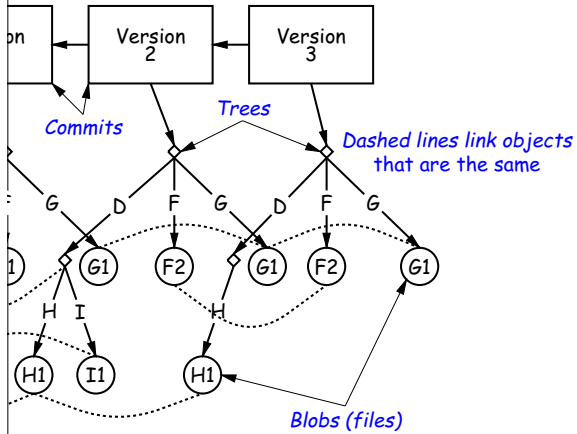 on
Version
2
Version
3
Trees
Commits
Dashed lines link objects
that are the same
G
D
F
G
D
F
G
1
G1
F2
G1
F2
G1
H
I
H
H1
I1
H1
Blobs (files)